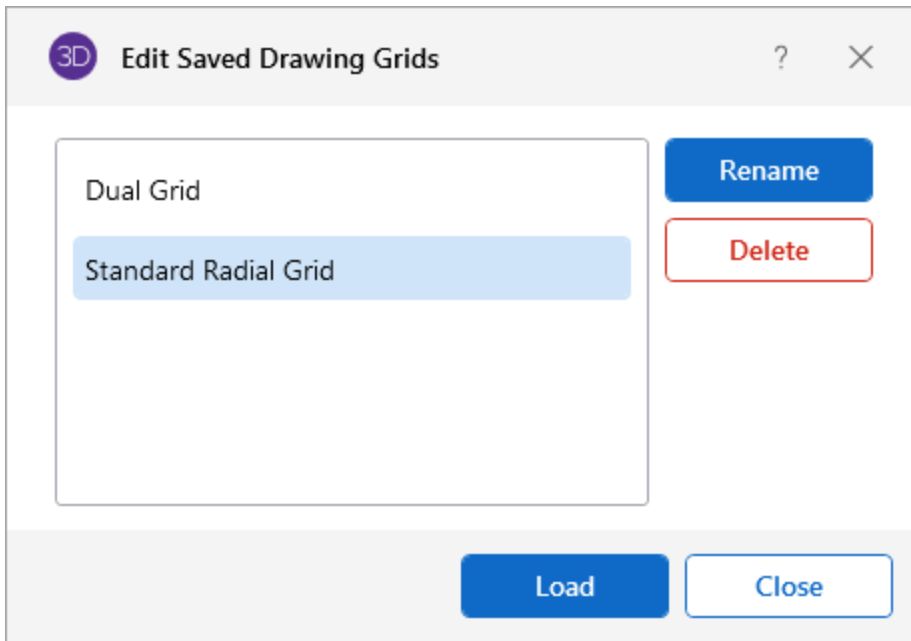 3D Edit Saved Drawing Grids ?
Dual Grid
Standard Radial Grid
Rename
Delete
Load Close